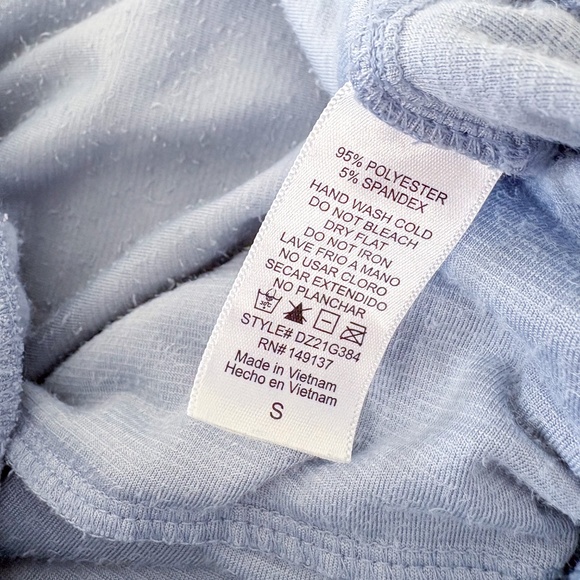 95% POLYESTER
5% SPANDEX
HAND WASH COLD
DO NOT BLEACH
DRY FLAT
DO NOT IRON
LAVE FRIO A MANO
NO USAR CLORO
SECAR EXTENDIDO
NO PLANCHAR
STYLE# DZ21G384
RN# 149137
Made in Vietnam
Hecho en Vietnam
S